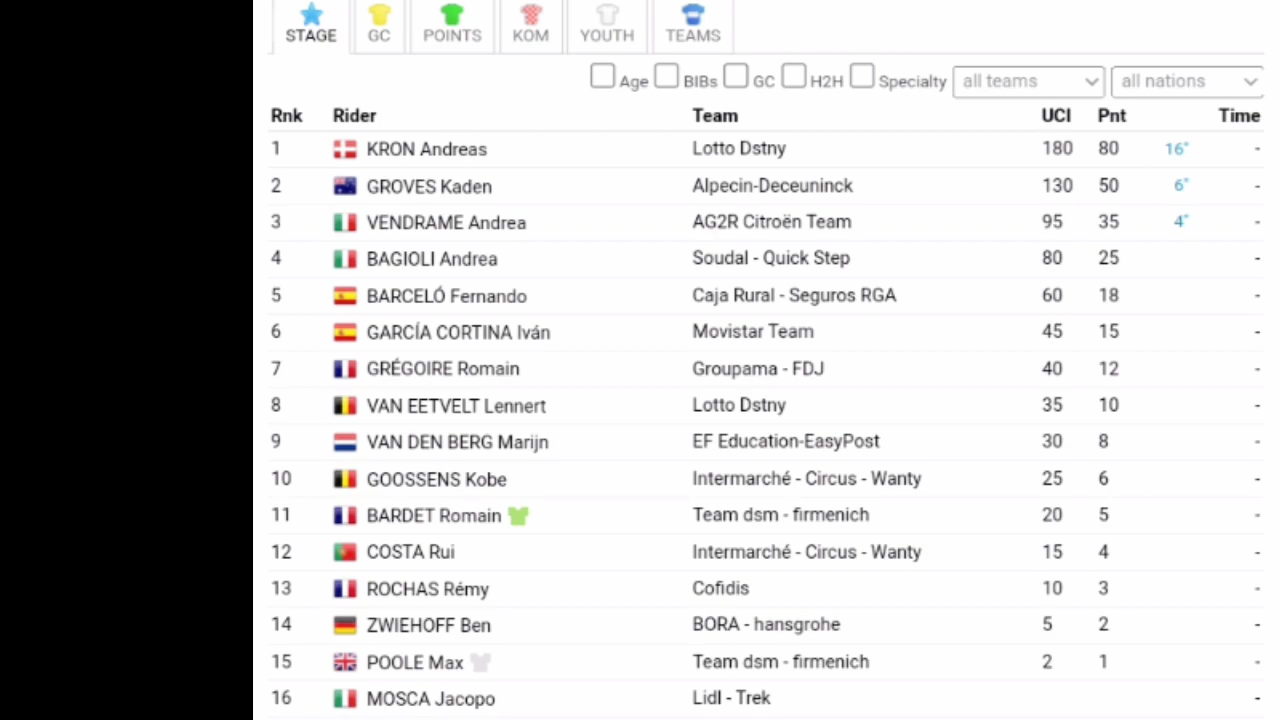 STAGE GC POINTS KOM YOUTH TEAMS
Age BIBs GC H2H Specialty all teams all nations
Rnk Rider Team UCI Pnt Time
1 KRON Andreas Lotto Dstny 180 80 16" -
2 GROVES Kaden Alpecin-Deceuninck 130 50 6" -
3 VENDRAME Andrea AG2R Citroën Team 95 35 4" -
4 BAGIOLI Andrea Soudal - Quick Step 80 25 -
5 BARCELÓ Fernando Caja Rural - Seguros RGA 60 18 -
6 GARCÍA CORTINA Iván Movistar Team 45 15 -
7 GRÉGOIRE Romain Groupama - FDJ 40 12 -
8 VAN EETVELT Lennert Lotto Dstny 35 10 -
9 VAN DEN BERG Marijn EF Education-EasyPost 30 8 -
10 GOOSSENS Kobe Intermarché - Circus - Wanty 25 6 -
11 BARDET Romain Team dsm - firmenich 20 5 -
12 COSTA Rui Intermarché - Circus - Wanty 15 4 -
13 ROCHAS Rémy Cofidis 10 3 -
14 ZWIEHOFF Ben BORA - hansgrohe 5 2 -
15 POOLE Max Team dsm - firmenich 2 1 -
16 MOSCA Jacopo Lidl - Trek -